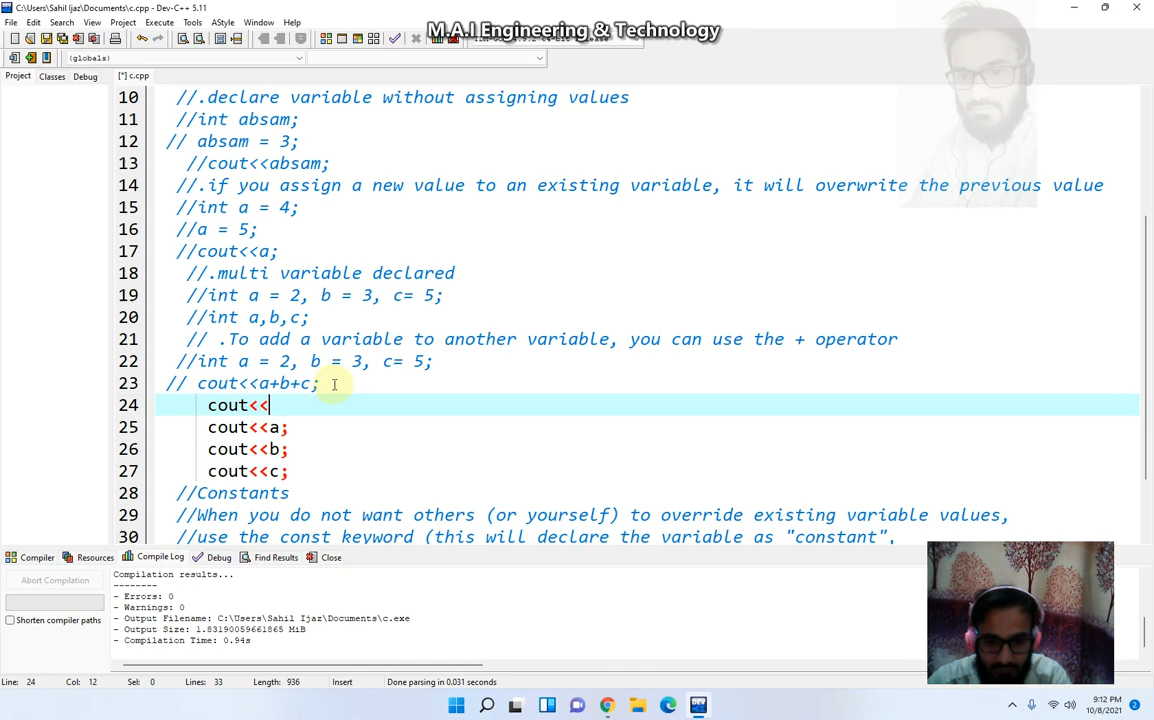 C:\Users\Sahil Ijaz\Documents\c.cpp - Dev-C++ 5.11
File Edit Search View Project Execute Tools AStyle Window Help
M.A.I Engineering & Technology
(globals)
Project Classes Debug [*] c.cpp
10 //.declare variable without assigning values
11 //int absam;
12 // absam = 3;
13 //cout<<absam;
14 //.if you assign a new value to an existing variable, it will overwrite the previous value
15 //int a = 4;
16 //a = 5;
17 //cout<<a;
18 //.multi variable declared
19 //int a = 2, b = 3, c= 5;
20 //int a,b,c;
21 // .To add a variable to another variable, you can use the + operator
22 //int a = 2, b = 3, c= 5;
23 // cout<<a+b+c;
24 cout<<
25 cout<<a;
26 cout<<b;
27 cout<<c;
28 //Constants
29 //When you do not want others (or yourself) to override existing variable values,
30 //use the const keyword (this will declare the variable as "constant",
Compiler Resources Compile Log Debug Find Results Close
Abort Compilation
Shorten compiler paths
Compilation results...
--------
- Errors: 0
- Warnings: 0
- Output Filename: C:\Users\Sahil Ijaz\Documents\c.exe
- Output Size: 1.83190059661865 MiB
- Compilation Time: 0.94s
Line: 24 Col: 12 Sel: 0 Lines: 33 Length: 936 Insert Done parsing in 0.031 seconds
DEV
9:12 PM
10/8/2021
2